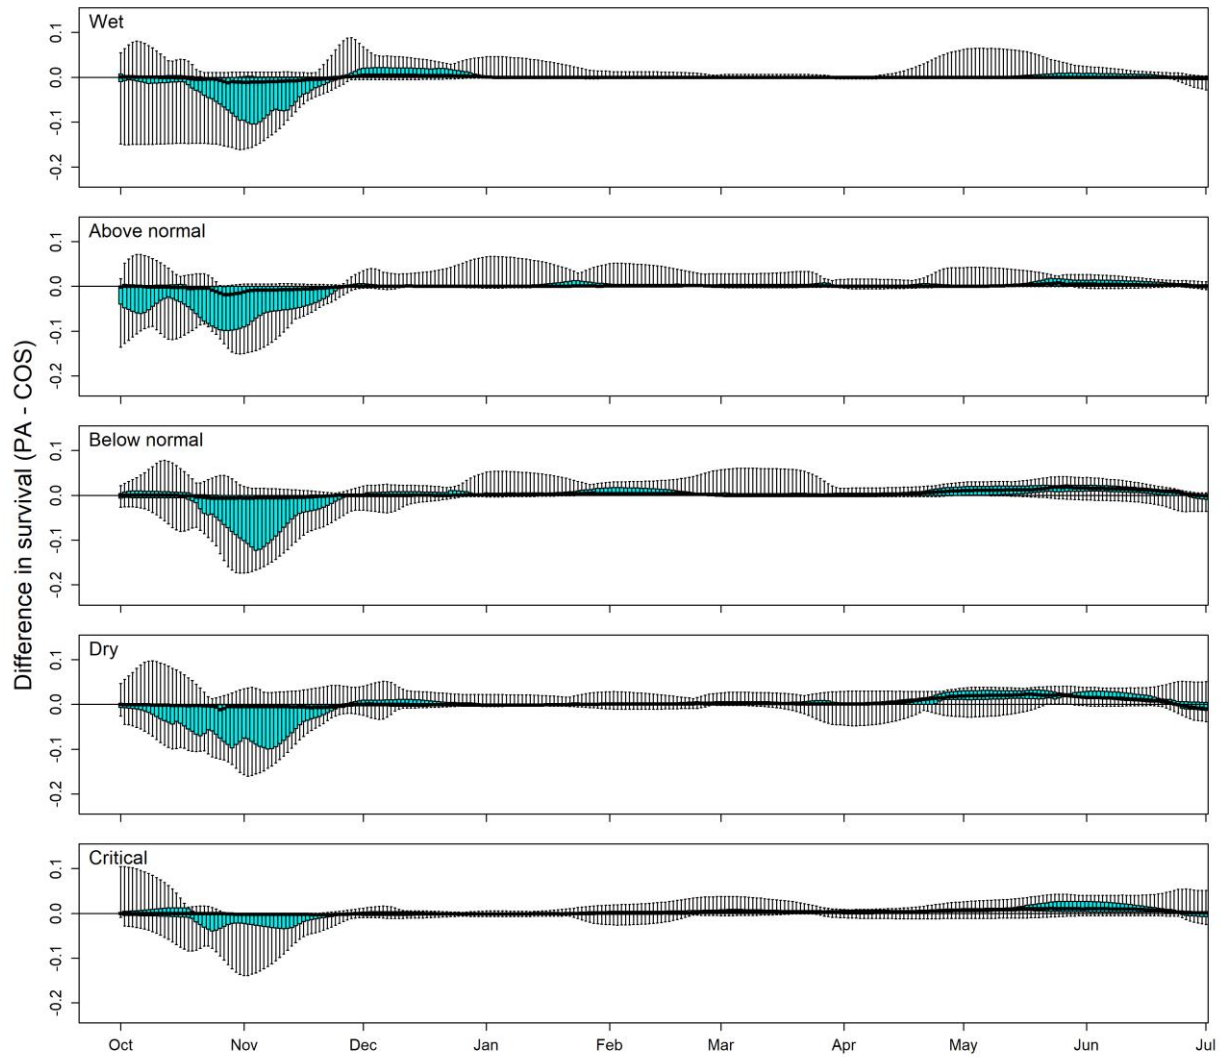 Difference in survival (PA - COS)
Wet
0.1
0.0
-0.1
-0.2
Above normal
0.1
0.0
-0.1
-0.2
Below normal
0.1
0.0
-0.1
-0.2
Dry
0.1
0.0
-0.1
-0.2
Critical
0.1
0.0
-0.1
-0.2
Oct Nov Dec Jan Feb Mar Apr May Jun Jul